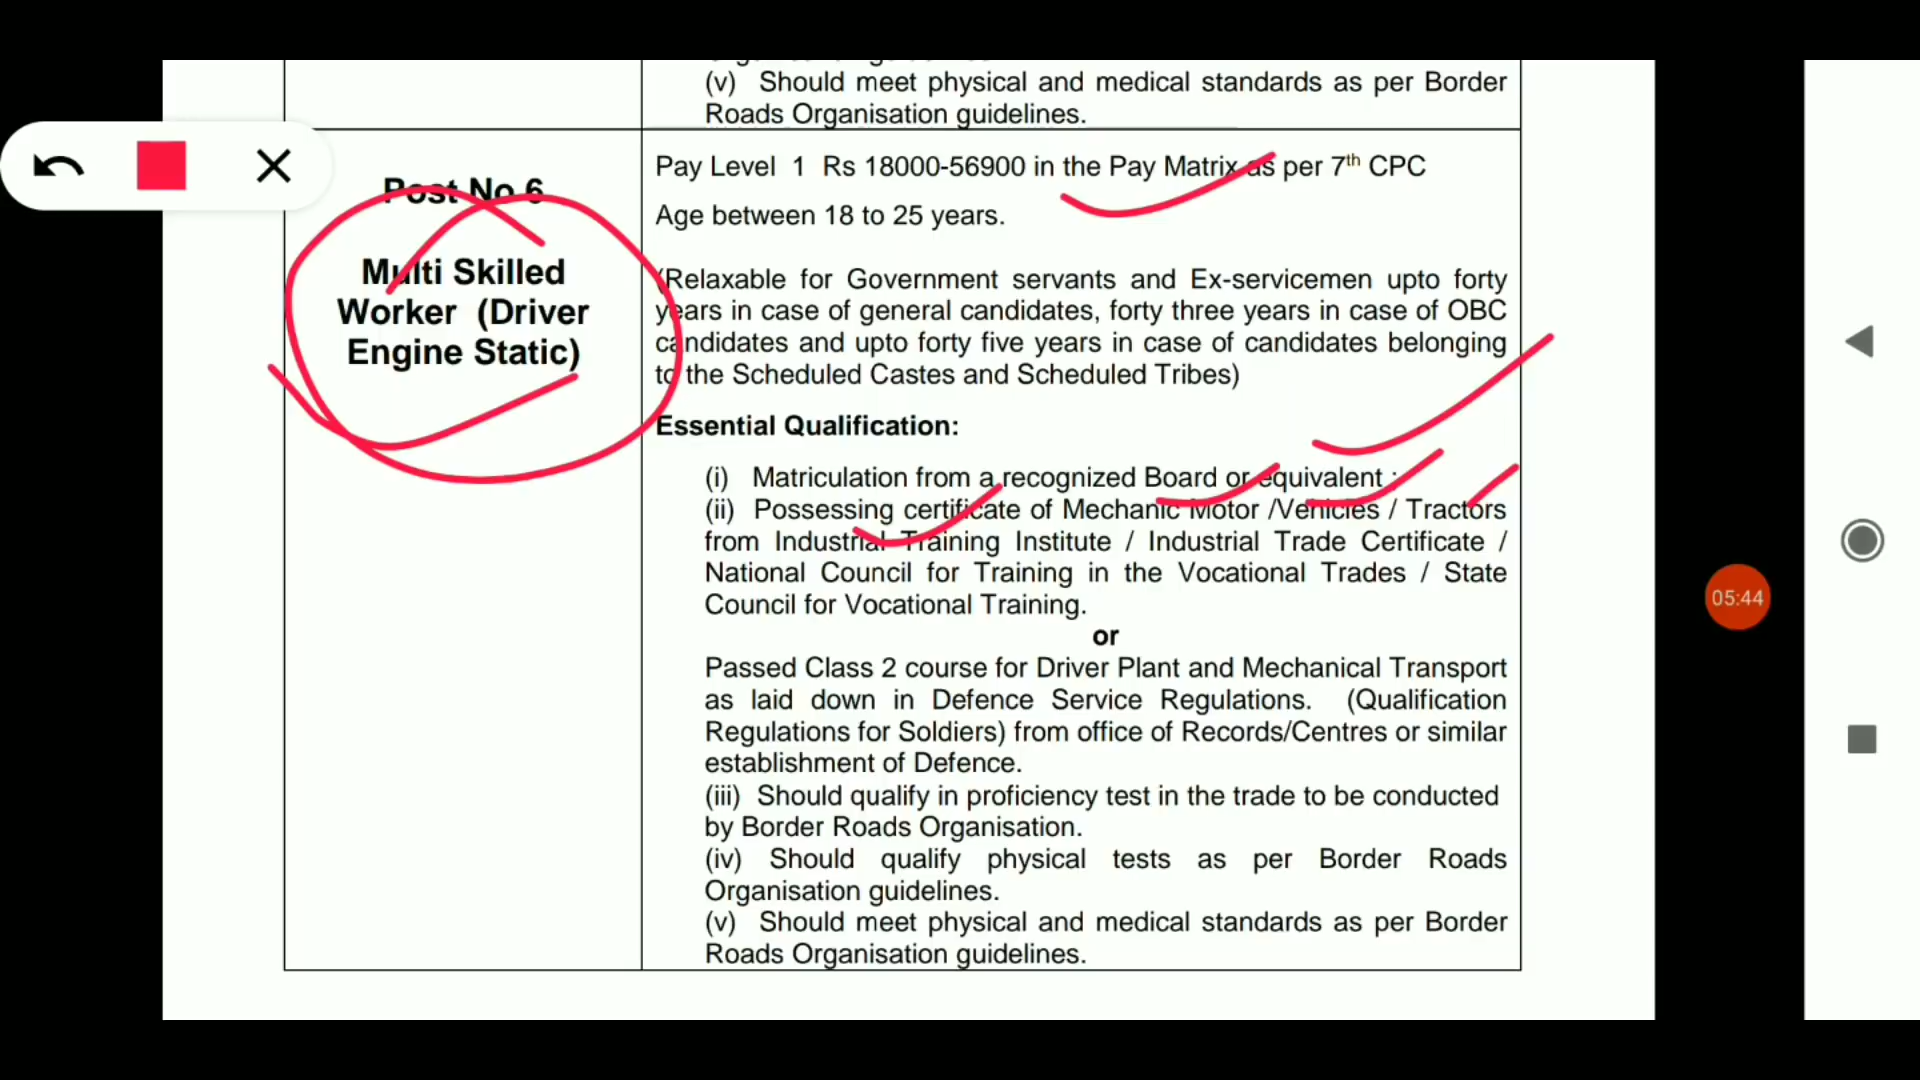 (v) Should meet physical and medical standards as per Border
Roads Organisation guidelines.
Post No 6
Multi Skilled
Worker (Driver
Engine Static)
Pay Level 1 Rs 18000-56900 in the Pay Matrix as per 7th CPC
Age between 18 to 25 years.
(Relaxable for Government servants and Ex-servicemen upto forty
years in case of general candidates, forty three years in case of OBC
candidates and upto forty five years in case of candidates belonging
to the Scheduled Castes and Scheduled Tribes)
Essential Qualification:
(i) Matriculation from a recognized Board or equivalent ;
(ii) Possessing certificate of Mechanic Motor /Vehicles / Tractors
from Industrial Training Institute / Industrial Trade Certificate /
National Council for Training in the Vocational Trades / State
Council for Vocational Training.
or
Passed Class 2 course for Driver Plant and Mechanical Transport
as laid down in Defence Service Regulations. (Qualification
Regulations for Soldiers) from office of Records/Centres or similar
establishment of Defence.
(iii) Should qualify in proficiency test in the trade to be conducted
by Border Roads Organisation.
(iv) Should qualify physical tests as per Border Roads
Organisation guidelines.
(v) Should meet physical and medical standards as per Border
Roads Organisation guidelines.
05:44